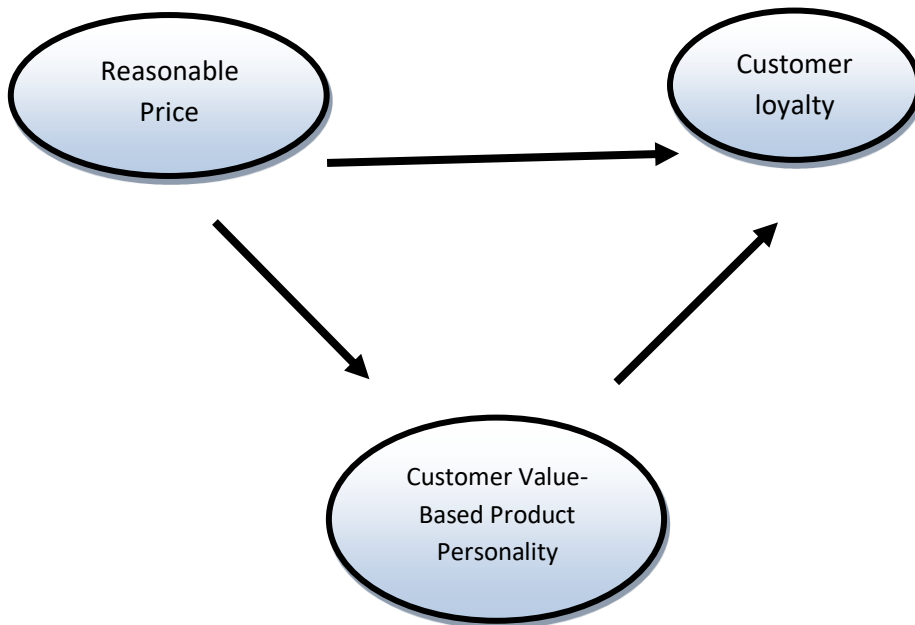 Reasonable
Price
Customer
loyalty
Customer Value-
Based Product
Personality